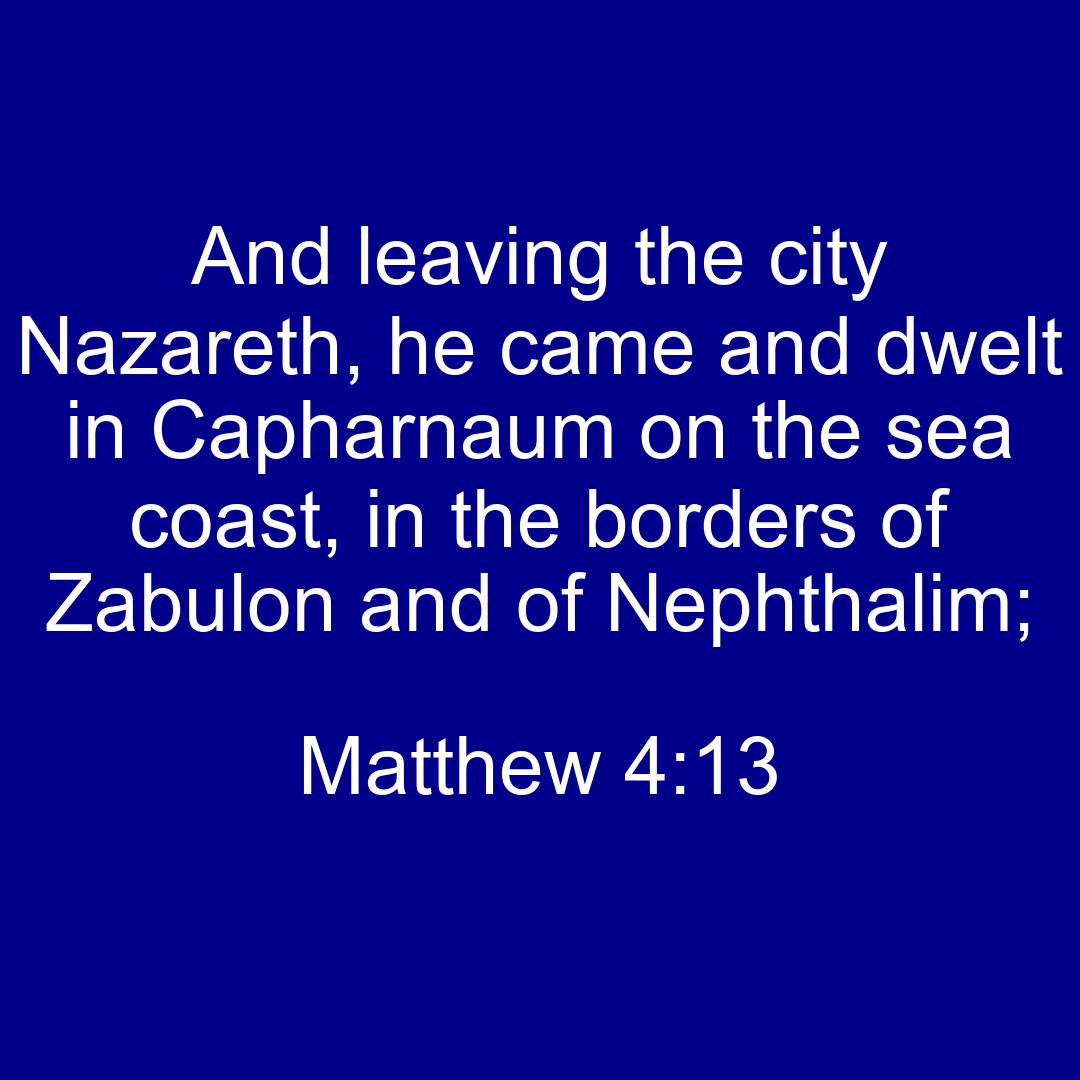 And leaving the city
Nazareth, he came and dwelt
in Capharnaum on the sea
coast, in the borders of
Zabulon and of Nephthalim;
Matthew 4:13